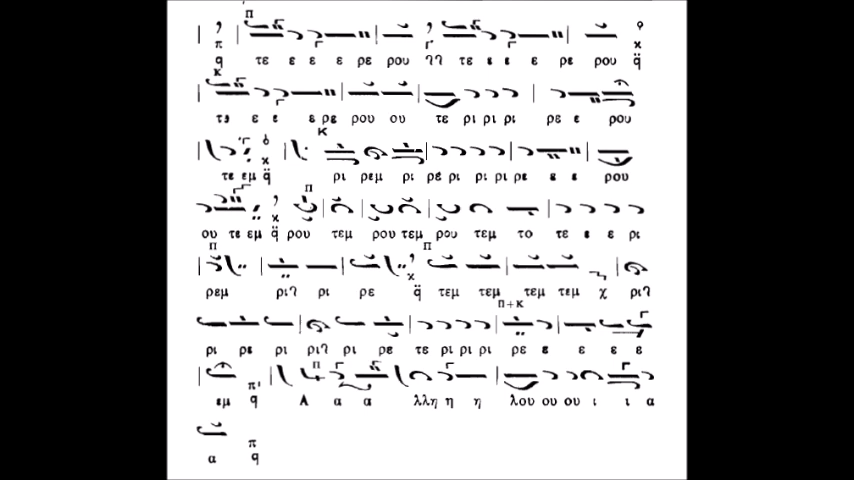 Π
π
q τε ε ε ε ρε ρου γγ τε ε ε ε ρε ρου q̈
Κ
τε ε ε ε ρε ρου ου τε ρι ρι ρι ρε ε ρου
τε εμ q̈ ρι ρεμ ρι ρε ρι ρι ρι ρε ε ε ρου
Π
ου τε εμ q̈ ρου τεμ ρου τεμ ρου τεμ το τε ε ε ρι
Π Π
ρεμ ρι ρι ρε q̈ τεμ τεμ τεμ τεμ χ ρι
Π+Κ
ρι ρε ρι ρι ρι ρε τε ρι ρι ρι ρε ε ε ε ε
Π
εμ q Α α α λλη η η λου ου ου ι ι α
π
α q